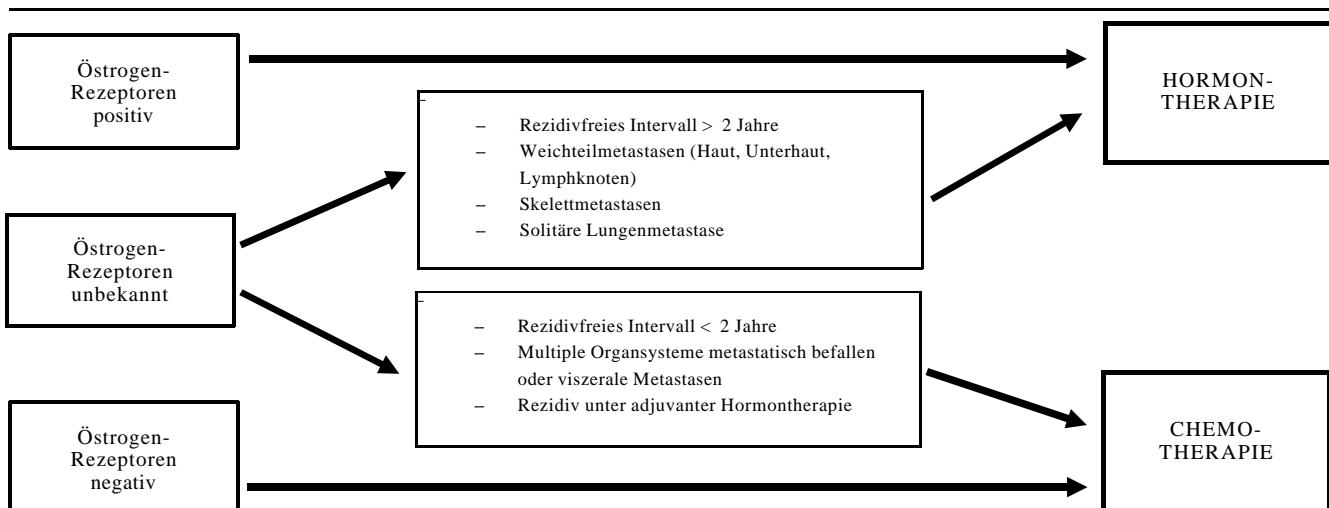 Östrogen-
Rezeptoren
positiv
HORMON-
THERAPIE
– Rezidivfreies Intervall > 2 Jahre
– Weichteilmetastasen (Haut, Unterhaut,
Lymphknoten)
– Skelettmetastasen
– Solitäre Lungenmetastase
Östrogen-
Rezeptoren
unbekannt
– Rezidivfreies Intervall < 2 Jahre
– Multiple Organsysteme metastatisch befallen
oder viszerale Metastasen
– Rezidiv unter adjuvanter Hormontherapie
Östrogen-
Rezeptoren
negativ
CHEMO-
THERAPIE